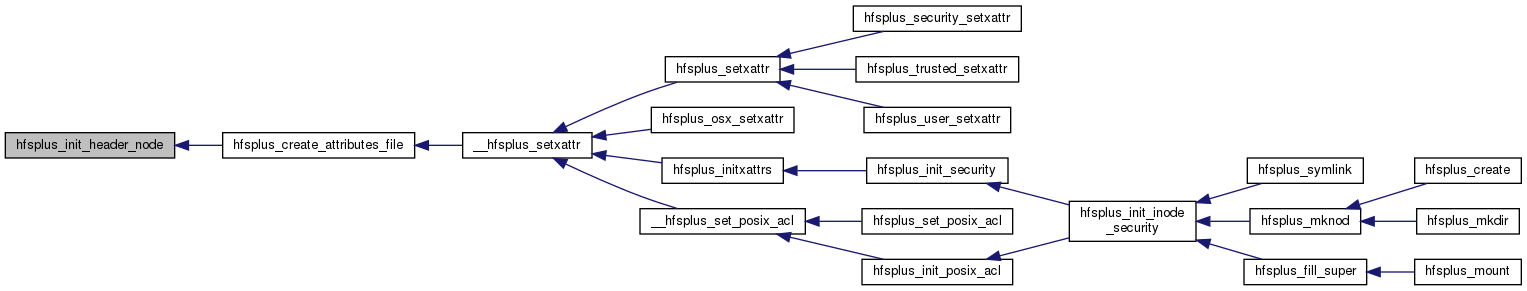 hfsplus_init_header_node
hfsplus_create_attributes_file
__hfsplus_setxattr
hfsplus_setxattr
hfsplus_security_setxattr
hfsplus_trusted_setxattr
hfsplus_user_setxattr
hfsplus_osx_setxattr
hfsplus_initxattrs
hfsplus_init_security
__hfsplus_set_posix_acl
hfsplus_set_posix_acl
hfsplus_init_posix_acl
hfsplus_init_inode
_security
hfsplus_symlink
hfsplus_mknod
hfsplus_create
hfsplus_mkdir
hfsplus_fill_super
hfsplus_mount